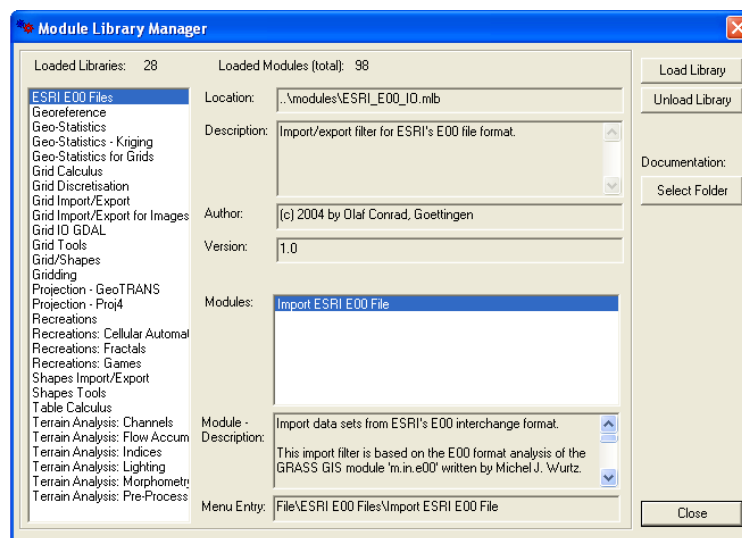 Module Library Manager
Loaded Libraries: 28 Loaded Modules (total): 98
ESRI E00 Files
Georeference
Geo-Statistics
Geo-Statistics - Kriging
Geo-Statistics for Grids
Grid Calculus
Grid Discretisation
Grid Import/Export
Grid Import/Export for Images
Grid IO GDAL
Grid Tools
Grid/Shapes
Gridding
Projection - GeoTRANS
Projection - Proj4
Recreations
Recreations: Cellular Automat
Recreations: Fractals
Recreations: Games
Shapes Import/Export
Shapes Tools
Table Calculus
Terrain Analysis: Channels
Terrain Analysis: Flow Accum
Terrain Analysis: Indices
Terrain Analysis: Lighting
Terrain Analysis: Morphometry
Terrain Analysis: Pre-Process
Location: ..\modules\ESRI_E00_IO.mlb
Description: Import/export filter for ESRI's E00 file format.
Author: (c) 2004 by Olaf Conrad, Goettingen
Version: 1.0
Modules: Import ESRI E00 File
Module - Description:
Import data sets from ESRI's E00 interchange format.
This import filter is based on the E00 format analysis of the
GRASS GIS module 'm.in.e00' written by Michel J. Wurtz.
Menu Entry: File\ESRI E00 Files\Import ESRI E00 File
Load Library
Unload Library
Documentation:
Select Folder
Close